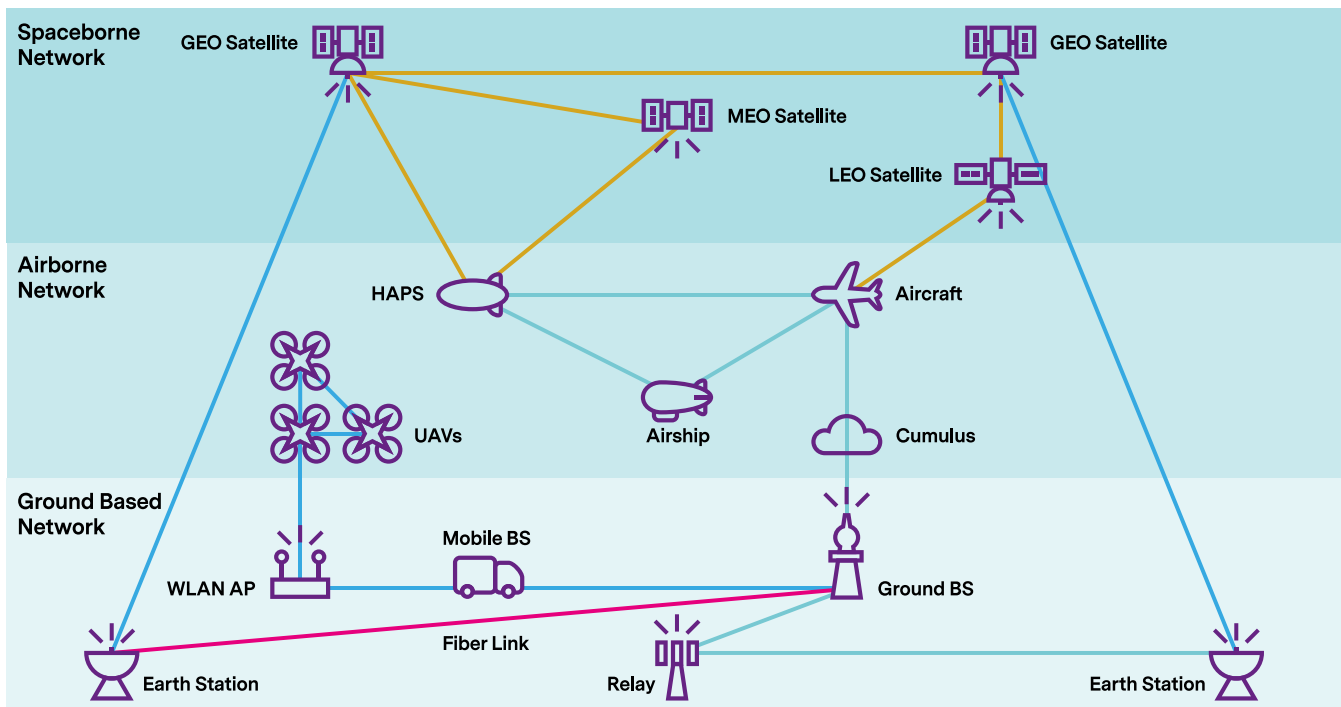 Spaceborne
Network
GEO Satellite
GEO Satellite
MEO Satellite
LEO Satellite
Airborne
Network
HAPS
Aircraft
UAVs
Airship
Cumulus
Ground Based
Network
Mobile BS
WLAN AP
Ground BS
Fiber Link
Earth Station
Relay
Earth Station